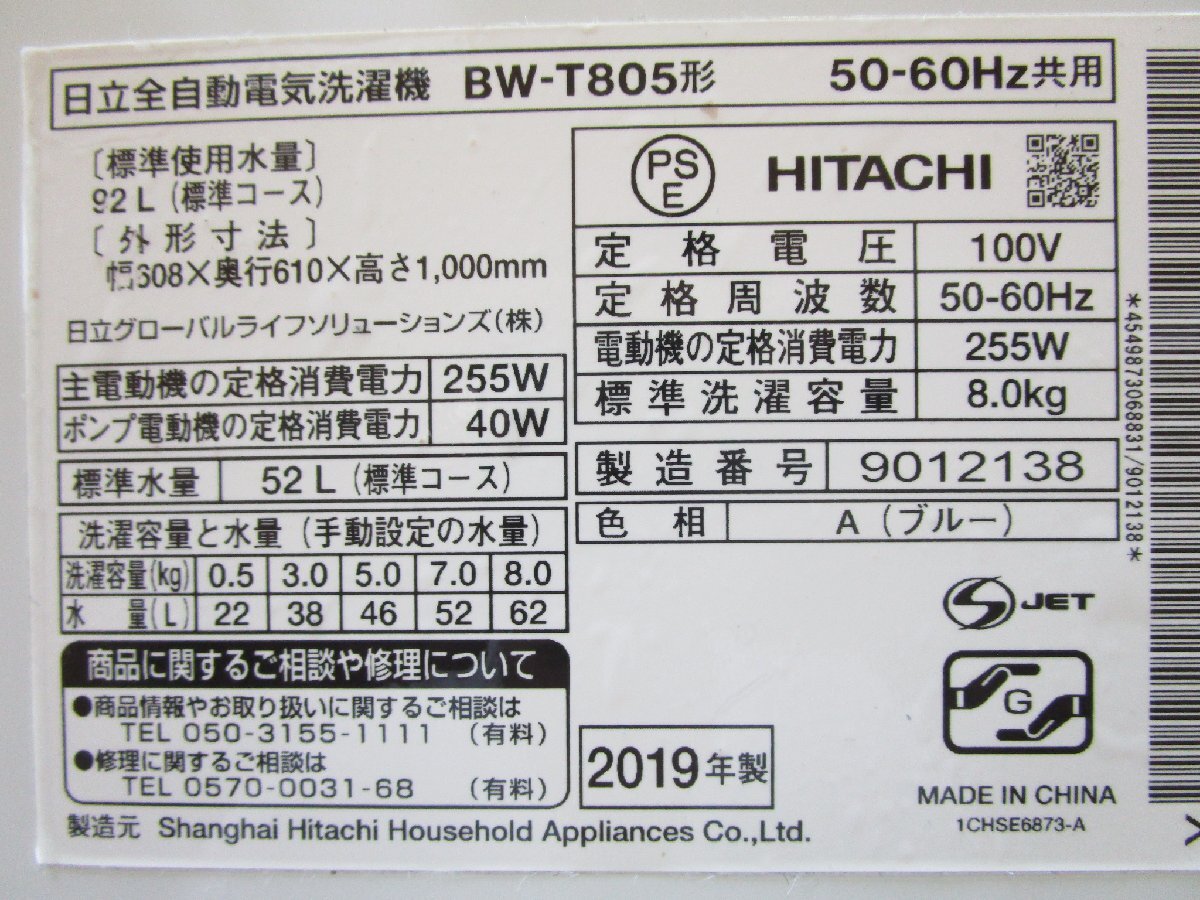 日立全自動電気洗濯機 BW-T805形 50-60Hz共用
〔標準使用水量〕
92 L (標準コース)
〔外形寸法〕
幅608×奥行610×高さ1,000mm
日立グローバルライフソリューションズ(株)
主電動機の定格消費電力 255W
ポンプ電動機の定格消費電力 40W
標準水量 52 L (標準コース)
洗濯容量と水量 (手動設定の水量)
洗濯容量(kg) 0.5 3.0 5.0 7.0 8.0
水 量(L) 22 38 46 52 62
商品に関するご相談や修理について
●商品情報やお取り扱いに関するご相談は
TEL 050-3155-1111 (有料)
●修理に関するご相談は
TEL 0570-0031-68 (有料)
製造元 Shanghai Hitachi Household Appliances Co.,Ltd.
PS
E
HITACHI
定格電圧 100V
定格周波数 50-60Hz
電動機の定格消費電力 255W
標準洗濯容量 8.0kg
製造番号 9012138
色相 A (ブルー)
JET
G
2019年製
MADE IN CHINA
1CHSE6873-A
*4549873068831/9012138*